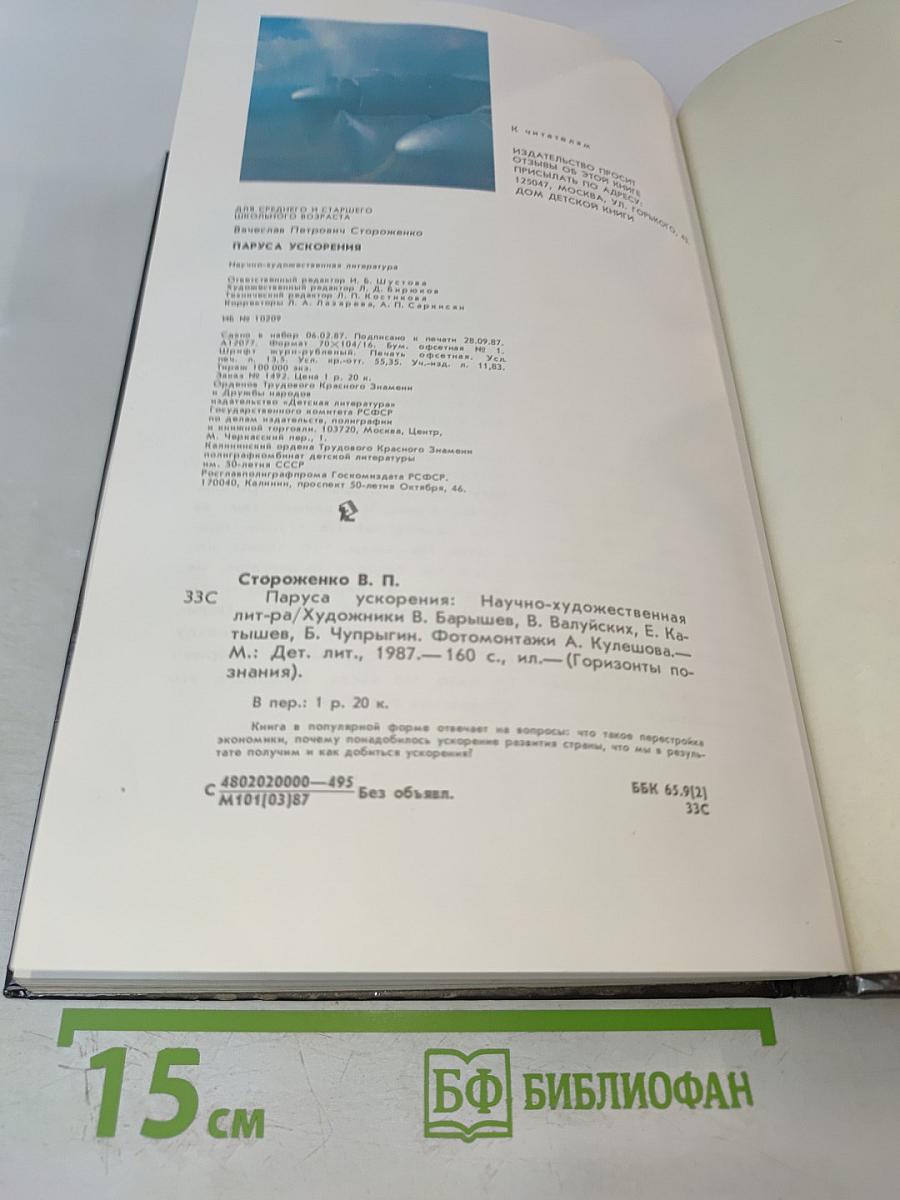 К читателям
ИЗДАТЕЛЬСТВО ПРОСИТ
ОТЗЫВЫ ОБ ЭТОЙ КНИГЕ
ПРИСЫЛАТЬ ПО АДРЕСУ:
125047, МОСКВА, УЛ. ГОРЬКОГО, 43.
ДОМ ДЕТСКОЙ КНИГИ
ДЛЯ СРЕДНЕГО И СТАРШЕГО
ШКОЛЬНОГО ВОЗРАСТА
Вячеслав Петрович Стороженко
ПАРУСА УСКОРЕНИЯ
Научно-художественная литература
Ответственный редактор И. Б. Шустова
Художественный редактор Л. Д. Бирюков
Технический редактор Л. П. Костикова
Корректоры Л. А. Лазарева, А. П. Саркисян
ИБ № 10209
Сдано в набор 06.02.87. Подписано к печати 28.09.87.
А12077. Формат 70×104/16. Бум. офсетная № 1.
Шрифт журн-рубленый. Печать офсетная. Усл.
печ. л. 13,5. Усл. кр.-отт. 55,35. Уч.-изд. л. 11,83.
Тираж 100 000 экз.
Заказ № 1492. Цена 1 р. 20 к.
Орденов Трудового Красного Знамени
и Дружбы народов
издательство «Детская литература»
Государственного комитета РСФСР
по делам издательств, полиграфии
и книжной торговли. 103720, Москва, Центр,
М. Черкасский пер., 1.
Калининский ордена Трудового Красного Знамени
полиграфкомбинат детской литературы
им. 50-летия СССР
Росглавполиграфпрома Госкомиздата РСФСР.
170040, Калинин, проспект 50-летия Октября, 46.
Стороженко В. П.
33С Паруса ускорения: Научно-художественная
лит-ра/Художники В. Барышев, В. Валуйских, Е. Ка-
тышев, Б. Чупрыгин. Фотомонтажи А. Кулешова.—
М.: Дет. лит., 1987.— 160 с., ил.— (Горизонты по-
знания).
В пер.: 1 р. 20 к.
Книга в популярной форме отвечает на вопросы: что такое перестройка
экономики, почему понадобилось ускорение развития страны, что мы в резуль-
тате получим и как добиться ускорения?
С 4802020000—495
М101(03)87 Без объявл.
ББК 65.9(2)
33С
15 см
БФ БИБЛИОФАН